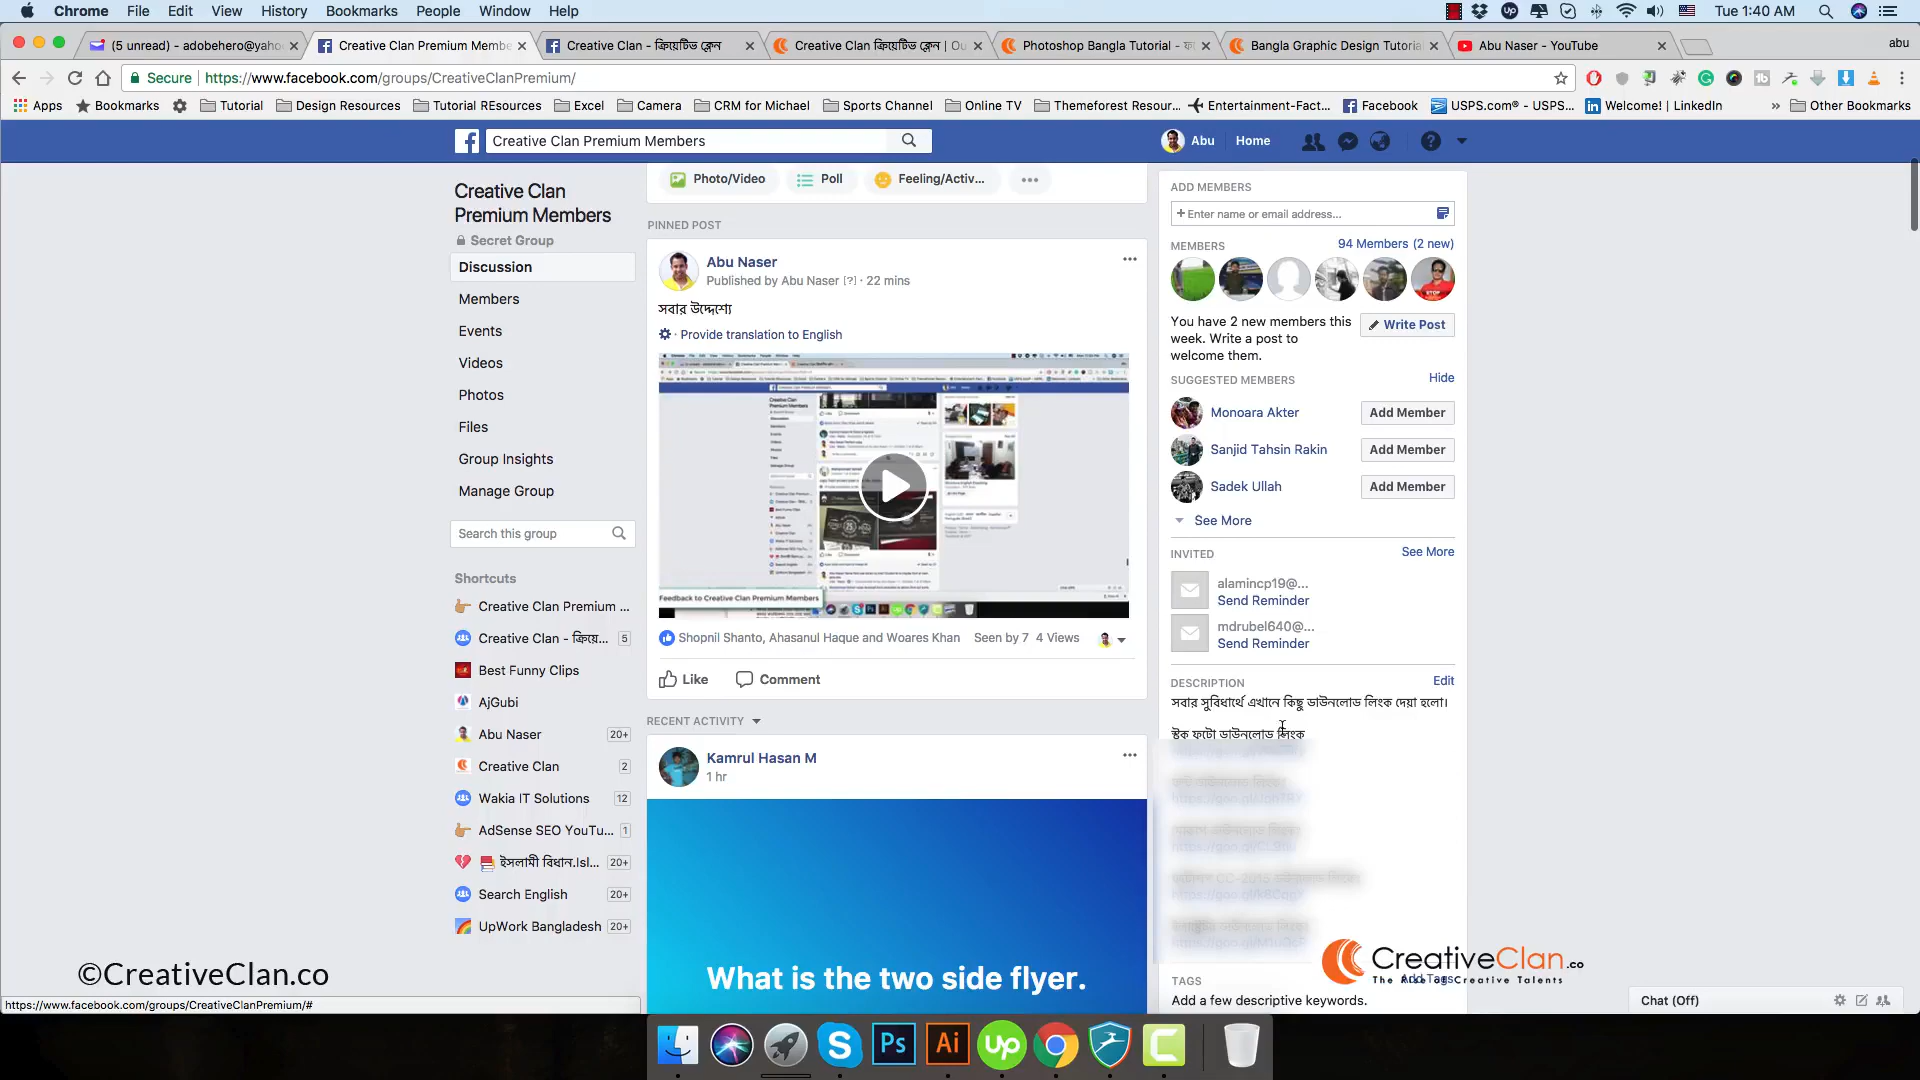 Chrome File Edit View History Bookmarks People Window Help Tue 1:40 AM
(5 unread) - adobehero@yaho
Creative Clan Premium Membe
Creative Clan - ক্রিয়েটিভ ক্লেন
Creative Clan ক্রিয়েটিভ ক্লেন | Ou
Photoshop Bangla Tutorial - ফ
Bangla Graphic Design Tutoria
Abu Naser - YouTube
abu
Secure https://www.facebook.com/groups/CreativeClanPremium/
Apps Bookmarks Tutorial Design Resources Tutorial REsources Excel Camera CRM for Michael Sports Channel Online TV Themeforest Resour... Entertainment-Fact... Facebook USPS.com® - USPS... Welcome! | LinkedIn » Other Bookmarks
Creative Clan Premium Members
Abu Home
Creative Clan
Premium Members
Secret Group
Discussion
Members
Events
Videos
Photos
Files
Group Insights
Manage Group
Search this group
Shortcuts
Creative Clan Premium ...
Creative Clan - ক্রিয়ে... 5
Best Funny Clips
AjGubi
Abu Naser 20+
Creative Clan 2
Wakia IT Solutions 12
AdSense SEO YouTu... 1
ইসলামী বিধান.Isl... 20+
Search English 20+
UpWork Bangladesh 20+
Photo/Video Poll Feeling/Activ...
PINNED POST
Abu Naser
Published by Abu Naser [?] · 22 mins
সবার উদ্দেশ্যে
· Provide translation to English
Feedback to Creative Clan Premium Members
Shopnil Shanto, Ahasanul Haque and Woares Khan Seen by 7 4 Views
Like Comment
RECENT ACTIVITY
Kamrul Hasan M
1 hr
What is the two side flyer.
ADD MEMBERS
+ Enter name or email address...
MEMBERS 94 Members (2 new)
You have 2 new members this
week. Write a post to
welcome them.
Write Post
SUGGESTED MEMBERS Hide
Monoara Akter Add Member
Sanjid Tahsin Rakin Add Member
Sadek Ullah Add Member
See More
INVITED See More
alamincp19@...
Send Reminder
mdrubel640@...
Send Reminder
DESCRIPTION Edit
সবার সুবিধার্থে এখানে কিছু ডাউনলোড লিংক দেয়া হলো।
ষ্টক ফটো ডাউনলোড লিংক
TAGS Add Tags
Add a few descriptive keywords.
CreativeClan.co
The Rise of Creative Talents
©CreativeClan.co
https://www.facebook.com/groups/CreativeClanPremium/#
Chat (Off)
Ps Ai up